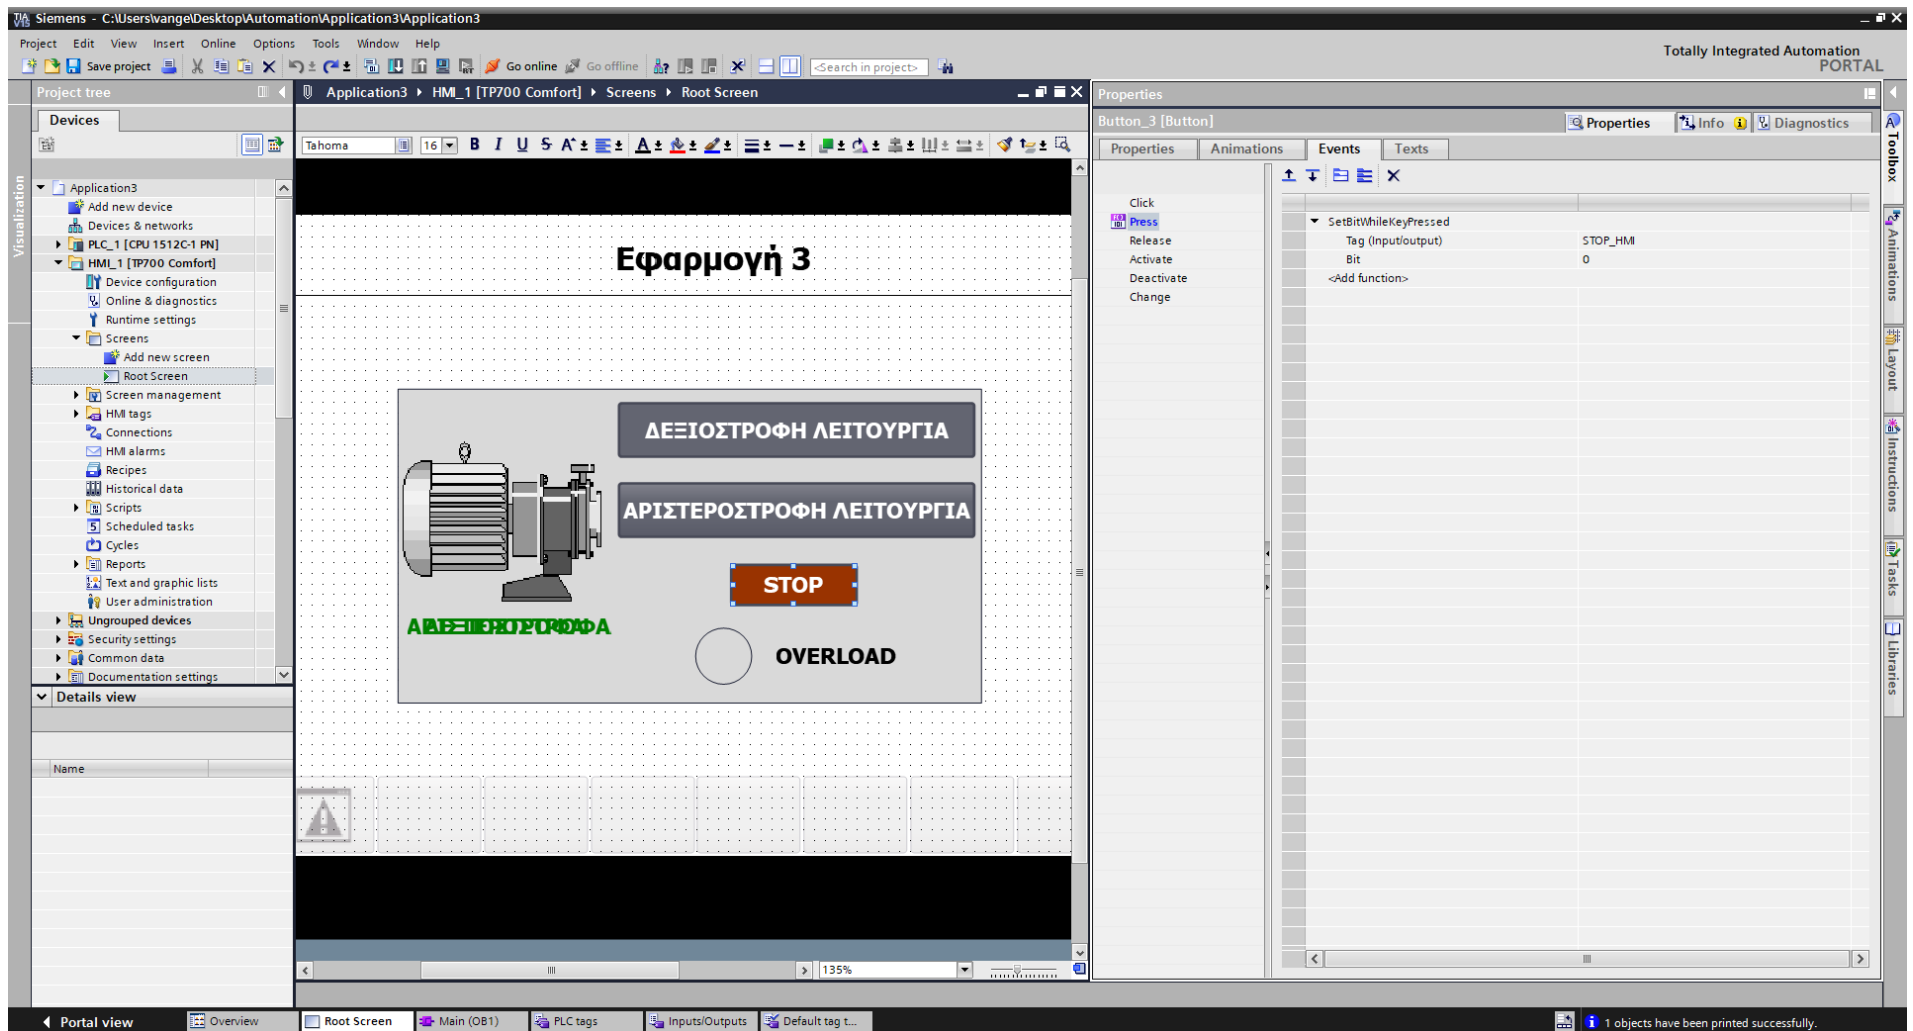 Siemens - C:\Users\vange\Desktop\Automation\Application3\Application3
Project Edit View Insert Online Options Tools Window Help
Totally Integrated Automation
PORTAL
Save project Go online Go offline <Search in project>
Project tree
Devices
Visualization
Application3
Add new device
Devices & networks
PLC_1 [CPU 1512C-1 PN]
HMI_1 [TP700 Comfort]
Device configuration
Online & diagnostics
Runtime settings
Screens
Add new screen
Root Screen
Screen management
HMI tags
Connections
HMI alarms
Recipes
Historical data
Scripts
Scheduled tasks
Cycles
Reports
Text and graphic lists
User administration
Ungrouped devices
Security settings
Common data
Documentation settings
Details view
Name
Application3 HMI_1 [TP700 Comfort] Screens Root Screen
Tahoma 16 B I U S A A
Εφαρμογή 3
ΔΕΞΙΟΣΤΡΟΦΗ ΛΕΙΤΟΥΡΓΙΑ
ΑΡΙΣΤΕΡΟΣΤΡΟΦΗ ΛΕΙΤΟΥΡΓΙΑ
STOP
OVERLOAD
135%
Properties
Button_3 [Button]
Properties Info Diagnostics
Properties Animations Events Texts
Click
Press
Release
Activate
Deactivate
Change
SetBitWhileKeyPressed
Tag (Input/output) STOP_HMI
Bit 0
<Add function>
Toolbox
Animations
Layout
Instructions
Tasks
Libraries
Portal view Overview Root Screen Main (OB1) PLC tags Inputs/Outputs Default tag t...
1 objects have been printed successfully.